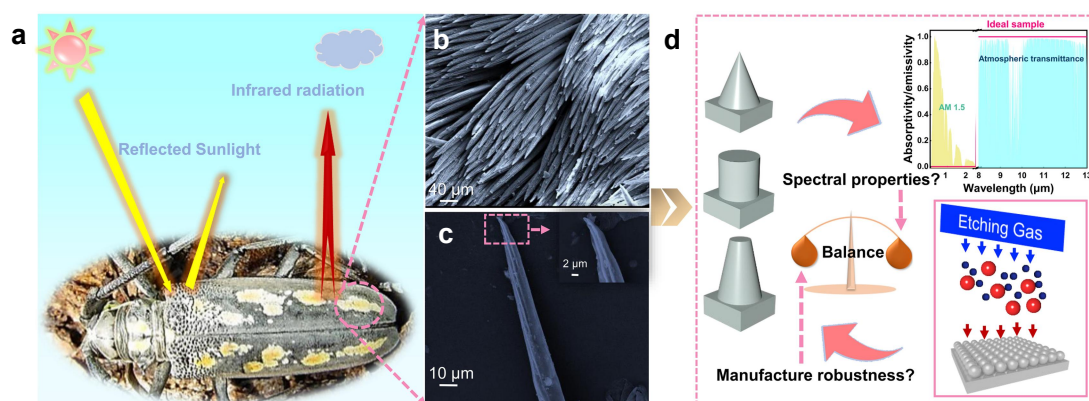 a
Infrared radiation
Reflected Sunlight
b
40 µm
c
2 µm
10 µm
d
Ideal sample
Atmospheric transmittance
AM 1.5
Absorptivity/emissivity
1.0
0.8
0.6
0.4
0.2
0.0
1 2 8 9 10 11 12 13
Wavelength (µm)
Spectral properties?
Balance
Manufacture robustness?
Etching Gas